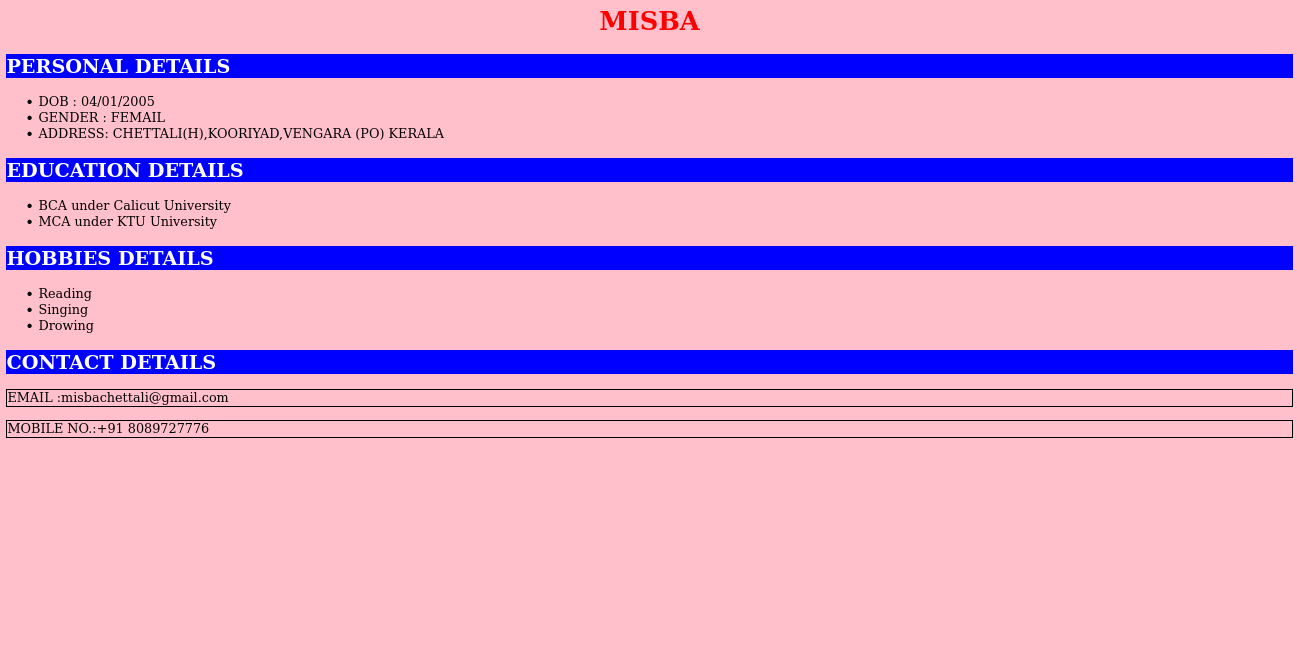 MISBA
PERSONAL DETAILS
DOB : 04/01/2005
GENDER : FEMAIL
ADDRESS: CHETTALI(H),KOORIYAD,VENGARA (PO) KERALA
EDUCATION DETAILS
BCA under Calicut University
MCA under KTU University
HOBBIES DETAILS
Reading
Singing
Drowing
CONTACT DETAILS
EMAIL :misbachettali@gmail.com
MOBILE NO.:+91 8089727776